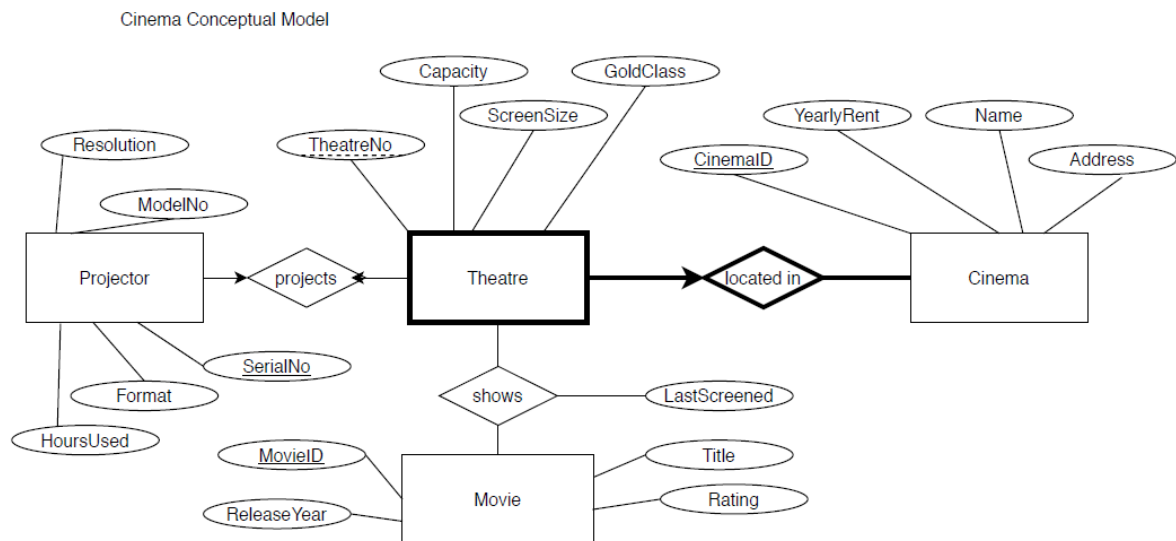 Cinema Conceptual Model
Capacity
GoldClass
ScreenSize
YearlyRent
Name
Resolution
TheatreNo
CinemaID
Address
ModelNo
Projector
projects
Theatre
located in
Cinema
SerialNo
Format
shows
LastScreened
HoursUsed
MovieID
Title
Movie
Rating
ReleaseYear